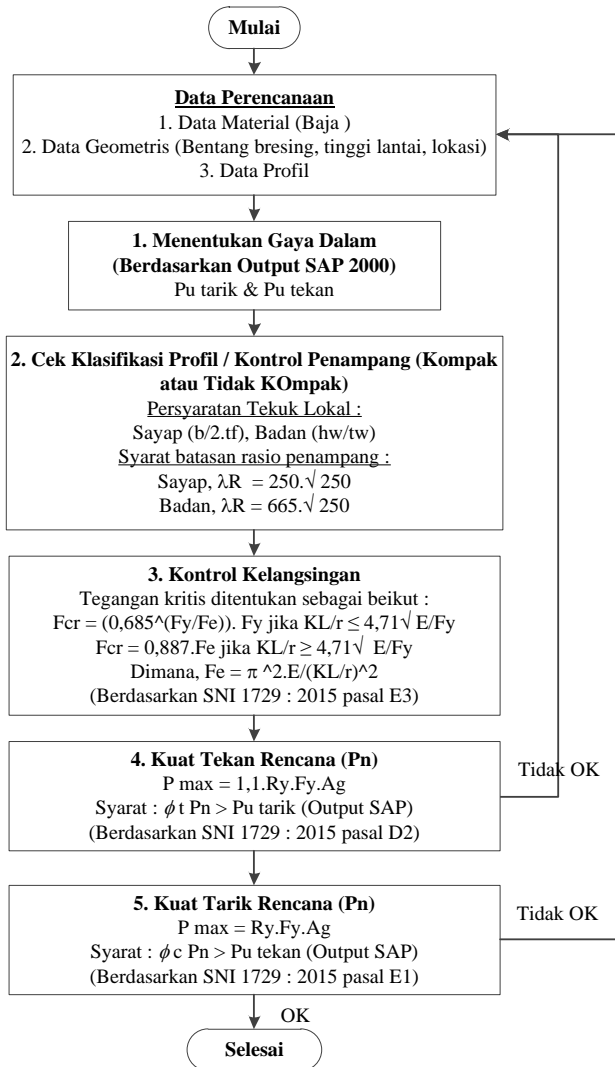 Mulai
Data Perencanaan
1. Data Material (Baja )
2. Data Geometris (Bentang bresing, tinggi lantai, lokasi)
3. Data Profil
1. Menentukan Gaya Dalam
(Berdasarkan Output SAP 2000)
Pu tarik & Pu tekan
2. Cek Klasifikasi Profil / Kontrol Penampang (Kompak
atau Tidak KOmpak)
Persyaratan Tekuk Lokal :
Sayap (b/2.tf), Badan (hw/tw)
Syarat batasan rasio penampang :
Sayap, λR = 250.√ 250
Badan, λR = 665.√ 250
3. Kontrol Kelangsingan
Tegangan kritis ditentukan sebagai beikut :
Fcr = (0,685^(Fy/Fe)). Fy jika KL/r ≤ 4,71√ E/Fy
Fcr = 0,887.Fe jika KL/r ≥ 4,71√ E/Fy
Dimana, Fe = π ^2.E/(KL/r)^2
(Berdasarkan SNI 1729 : 2015 pasal E3)
4. Kuat Tekan Rencana (Pn)
P max = 1,1.Ry.Fy.Ag
Syarat : ϕ t Pn > Pu tarik (Output SAP)
(Berdasarkan SNI 1729 : 2015 pasal D2)
Tidak OK
5. Kuat Tarik Rencana (Pn)
P max = Ry.Fy.Ag
Syarat : ϕ c Pn > Pu tekan (Output SAP)
(Berdasarkan SNI 1729 : 2015 pasal E1)
Tidak OK
OK
Selesai